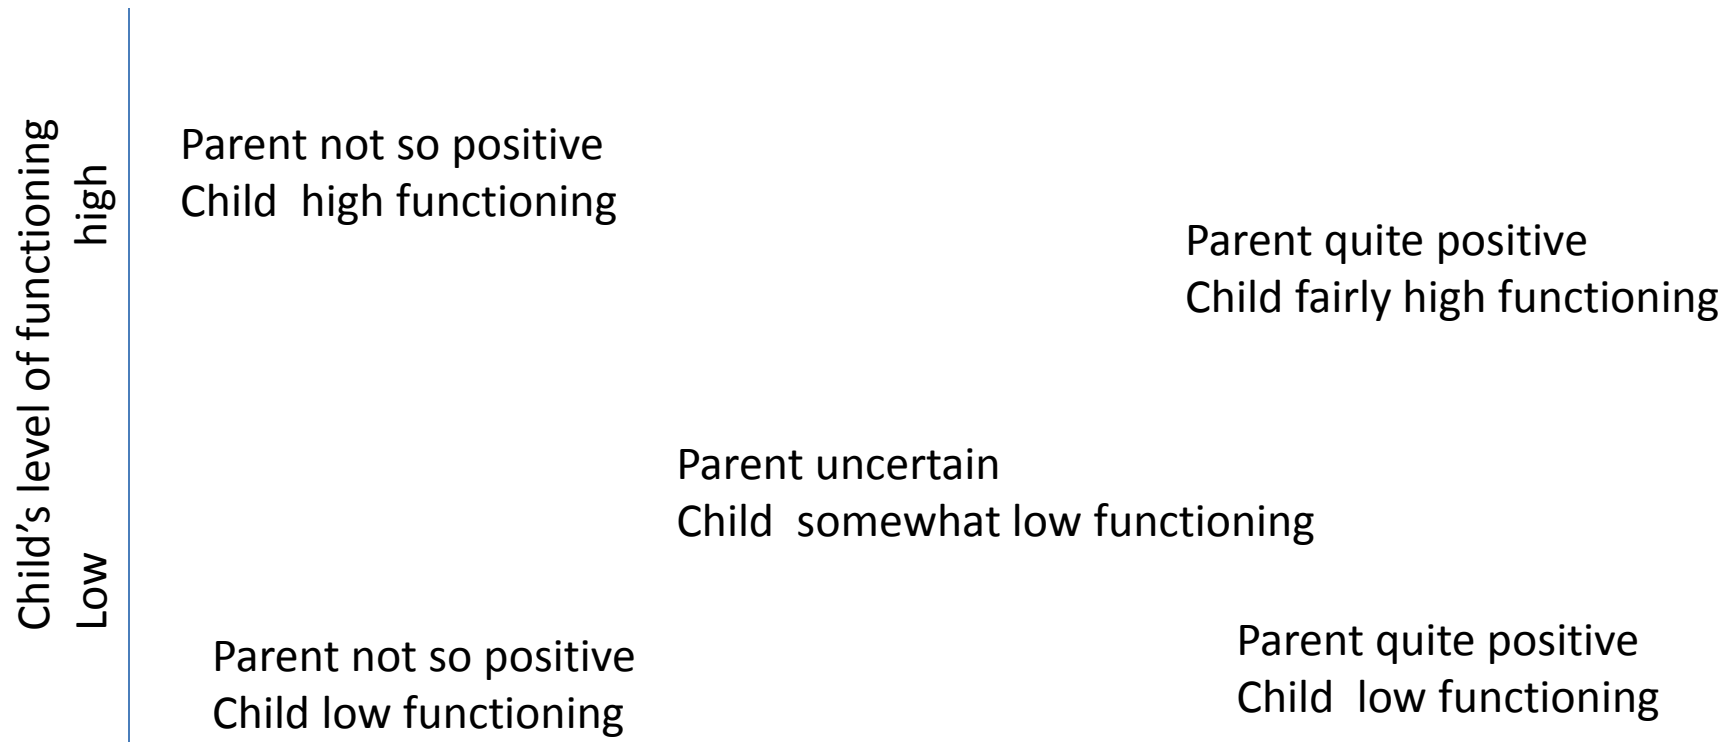 Child’s level of functioning
Low high
Parent not so positive
Child high functioning
Parent quite positive
Child fairly high functioning
Parent uncertain
Child somewhat low functioning
Parent not so positive
Child low functioning
Parent quite positive
Child low functioning